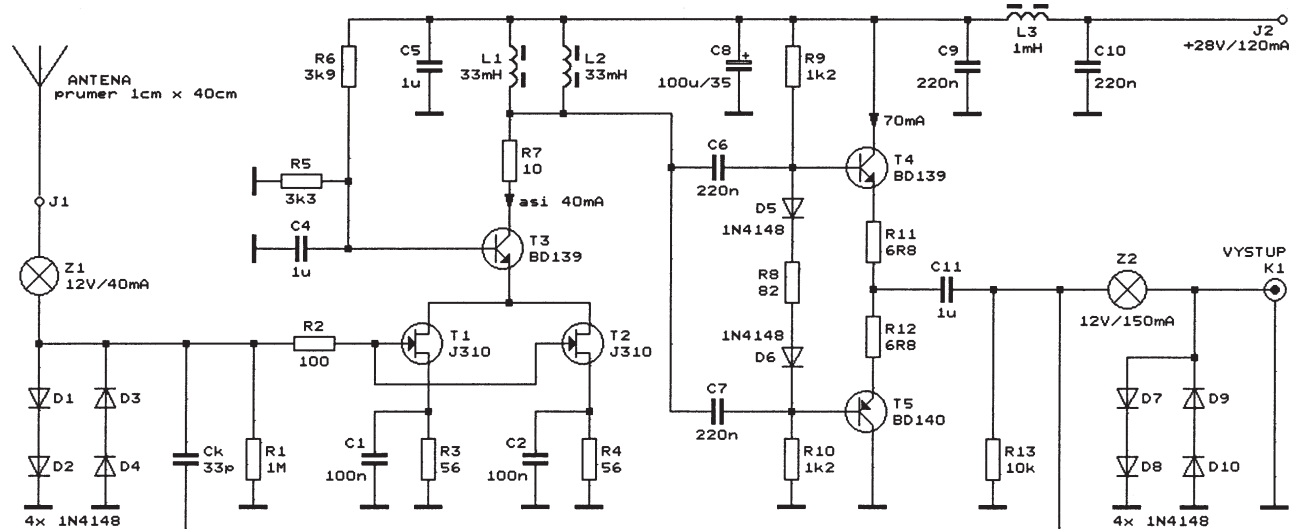 ANTENA
prumer 1cm x 40cm
J1
Z1
12V/40mA
D1
D2
D3
D4
4x 1N4148
Ck
33p
R1
1M
R2
100
R5
3k3
R6
3k9
C4
1u
C5
1u
L1
33mH
L2
33mH
R7
10
asi 40mA
T3
BD139
T1
J310
T2
J310
C1
100n
R3
56
C2
100n
R4
56
C8
+
100u/35
R9
1k2
C6
220n
C7
220n
D5
1N4148
R8
82
1N4148
D6
R10
1k2
70mA
T4
BD139
R11
6R8
R12
6R8
T5
BD140
C11
1u
R13
10k
C9
220n
L3
1mH
C10
220n
J2
+28V/120mA
Z2
12V/150mA
VYSTUP
K1
D7
D8
D9
D10
4x 1N4148